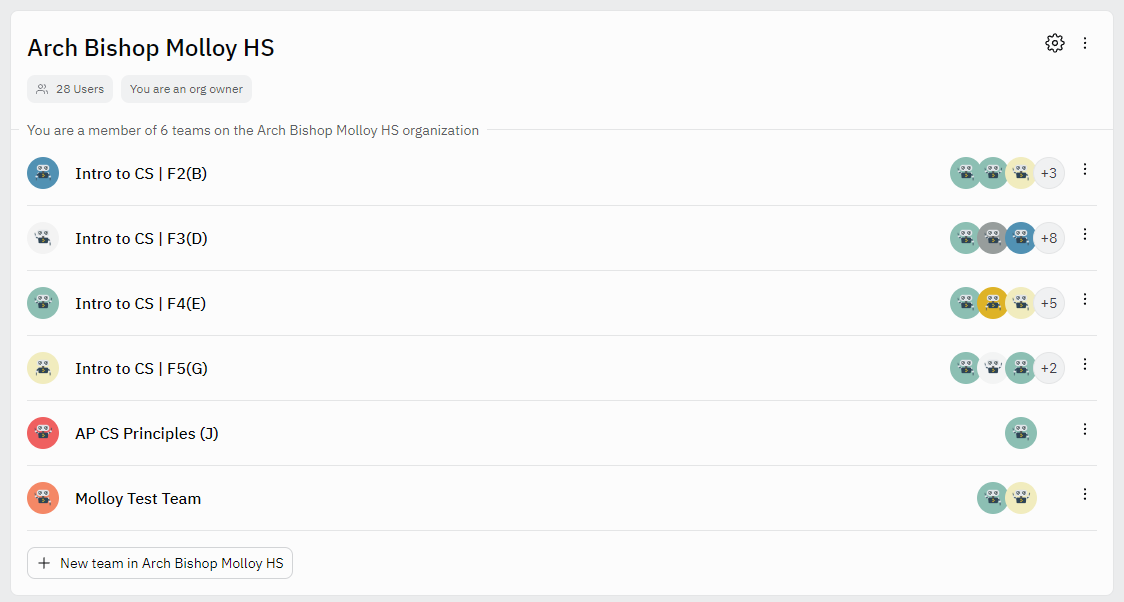 Arch Bishop Molloy HS
28 Users
You are an org owner
You are a member of 6 teams on the Arch Bishop Molloy HS organization
Intro to CS | F2(B)
+3
Intro to CS | F3(D)
+8
Intro to CS | F4(E)
+5
Intro to CS | F5(G)
+2
AP CS Principles (J)
Molloy Test Team
New team in Arch Bishop Molloy HS